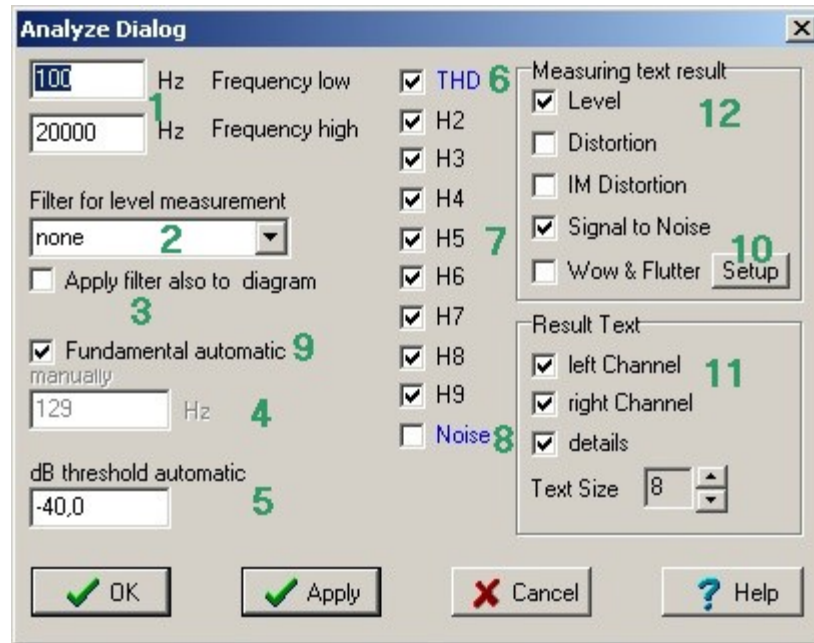 Analyze Dialog
100 Hz Frequency low
1
20000 Hz Frequency high
Filter for level measurement
none 2
Apply filter also to diagram
3
Fundamental automatic 9
manually
129 Hz 4
dB threshold automatic
-40,0 5
THD 6
H2
H3
H4
H5 7
H6
H7
H8
H9
Noise 8
Measuring text result
Level 12
Distortion
IM Distortion
Signal to Noise
10
Wow & Flutter Setup
Result Text
left Channel 11
right Channel
details
Text Size 8
OK Apply Cancel ? Help